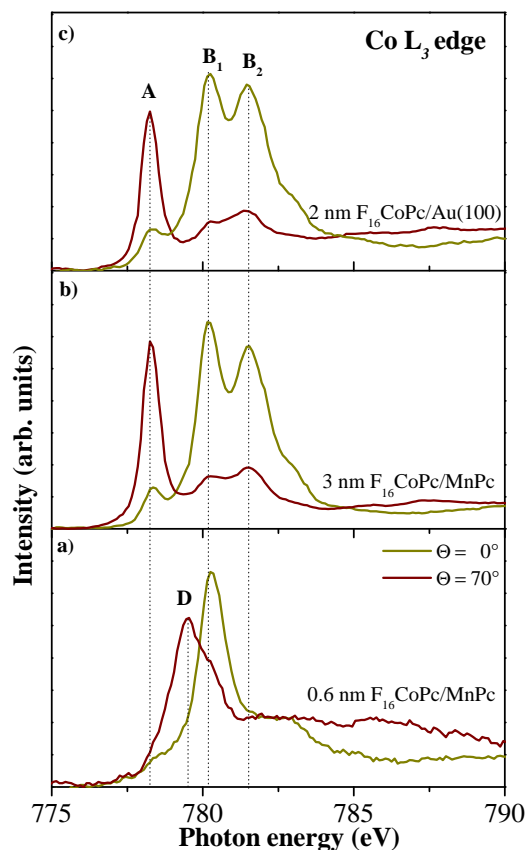 c)
Co L₃ edge
A
B₁
B₂
2 nm F₁₆CoPc/Au(100)
b)
3 nm F₁₆CoPc/MnPc
a)
Θ = 0°
Θ = 70°
D
0.6 nm F₁₆CoPc/MnPc
Intensity (arb. units)
775 780 785 790
Photon energy (eV)